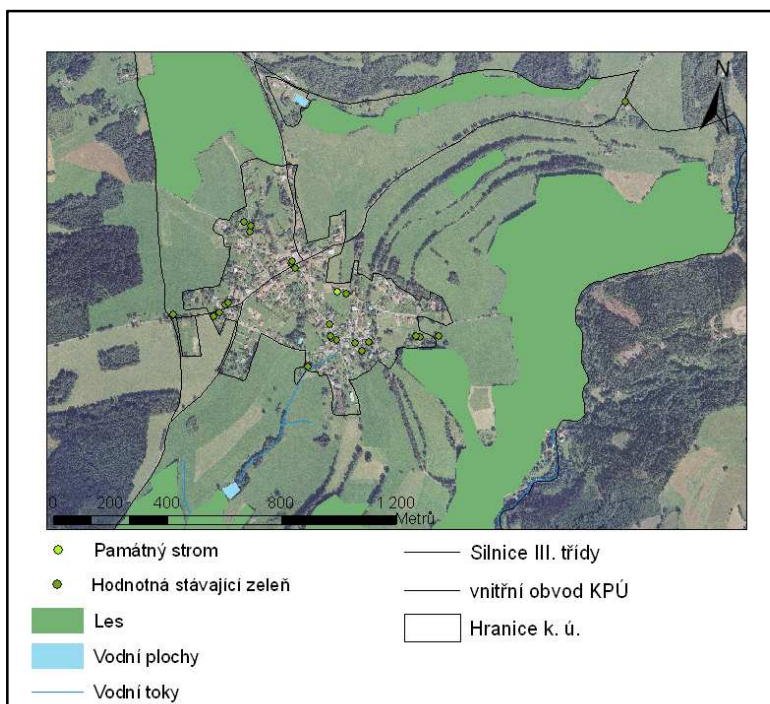 N
0 200 400 800 1 200
Metrů
Památný strom
Hodnotná stávající zeleň
Les
Vodní plochy
Vodní toky
Silnice III. třídy
vnitřní obvod KPÚ
Hranice k. ú.